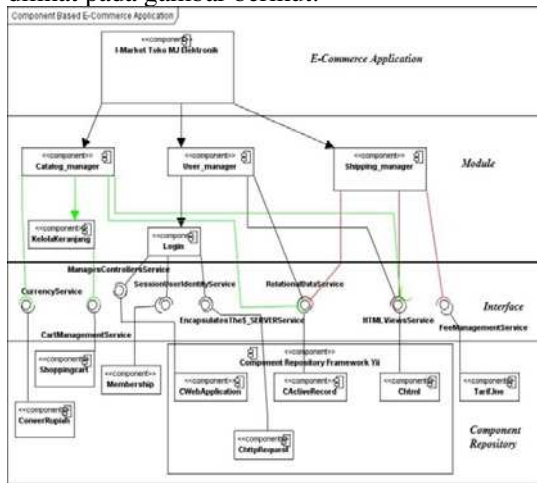 dilihat pada gambar berikut.
Component Based E-Commerce Application
<<component>>
I-Market Toko MJ Elektronik
E-Commerce Application
<<component>>
Catalog_manager
<<component>>
User_manager
<<component>>
Shipping_manager
Module
<<component>>
KelolaKeranjang
<<component>>
Login
ManagesControllersService
CurrencyService
SessionUserIdentityService
RelationalDataService
Interface
CartManagementService
EncapsulatesThe$_SERVERService
HTMLViewsService
FeeManagementService
<<component>>
Shoppingcart
<<component>>
Membership
<<component>>
Component Repository Framework Yii
<<component>>
CWebApplication
<<component>>
CActiveRecord
<<component>>
Chtml
<<component>>
TarifJne
<<component>>
ConverRupiah
<<component>>
ChttpRequest
Component
Repository